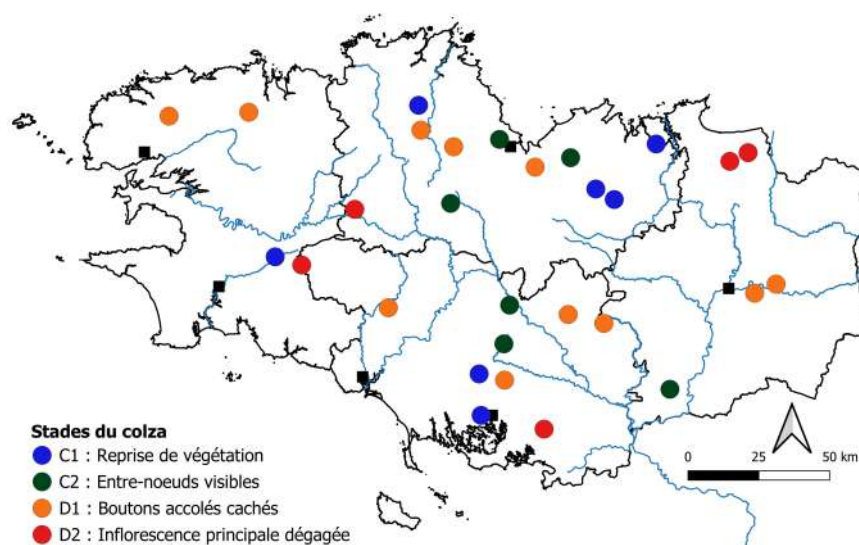 Stades du colza
C1 : Reprise de végétation
C2 : Entre-noeuds visibles
D1 : Boutons accolés cachés
D2 : Inflorescence principale dégagée
0 25 50 km